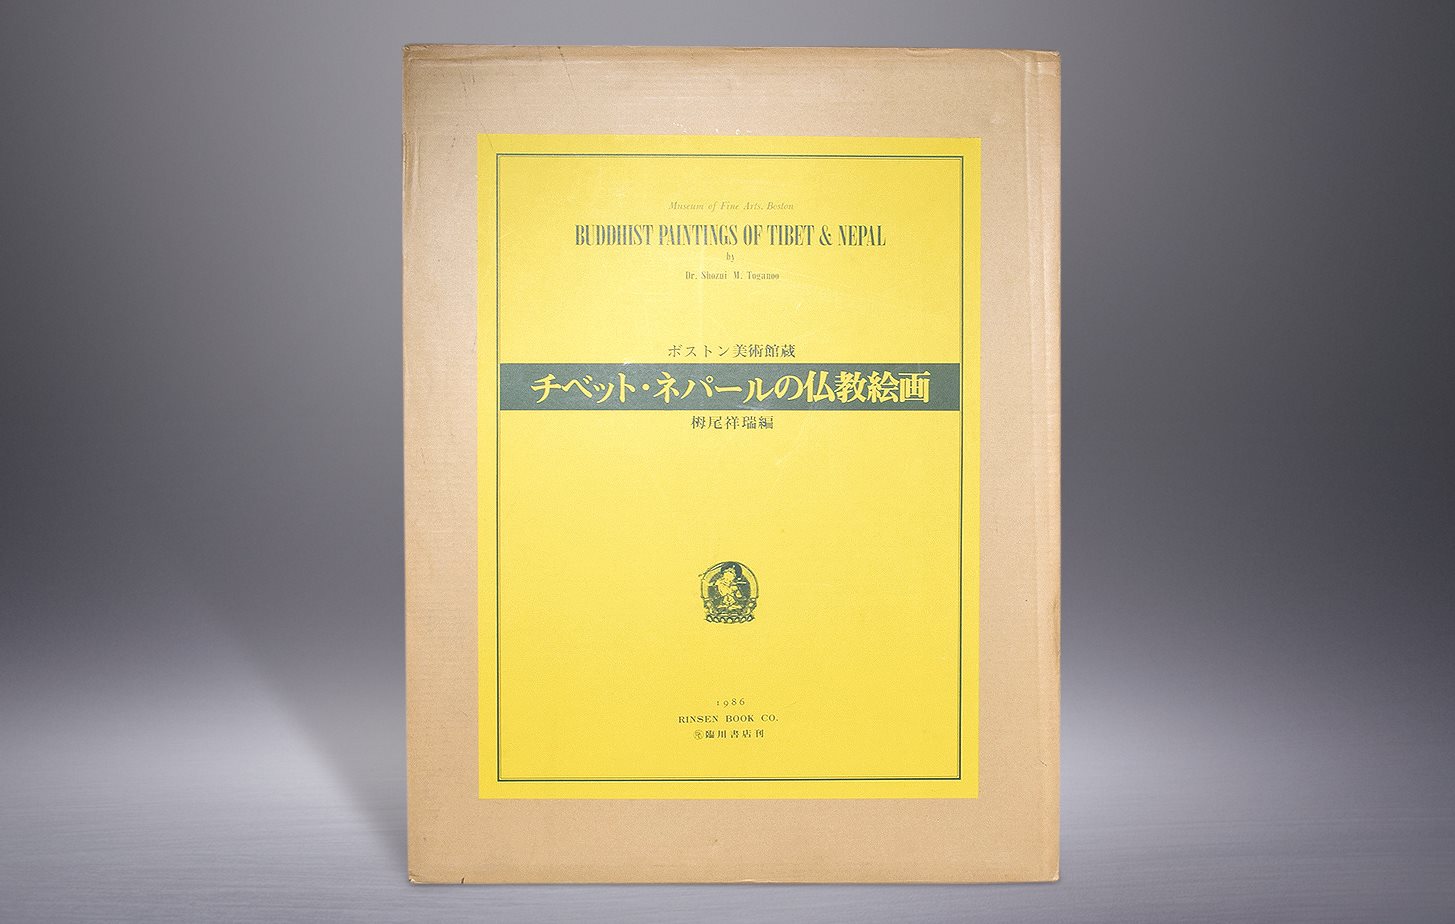 Museum of Fine Arts, Boston
BUDDHIST PAINTINGS OF TIBET & NEPAL
by
Dr. Shozui M. Toganoo
ボストン美術館蔵
チベット・ネパールの仏教絵画
栂尾祥瑞編
1986
RINSEN BOOK CO.
臨川書店刊